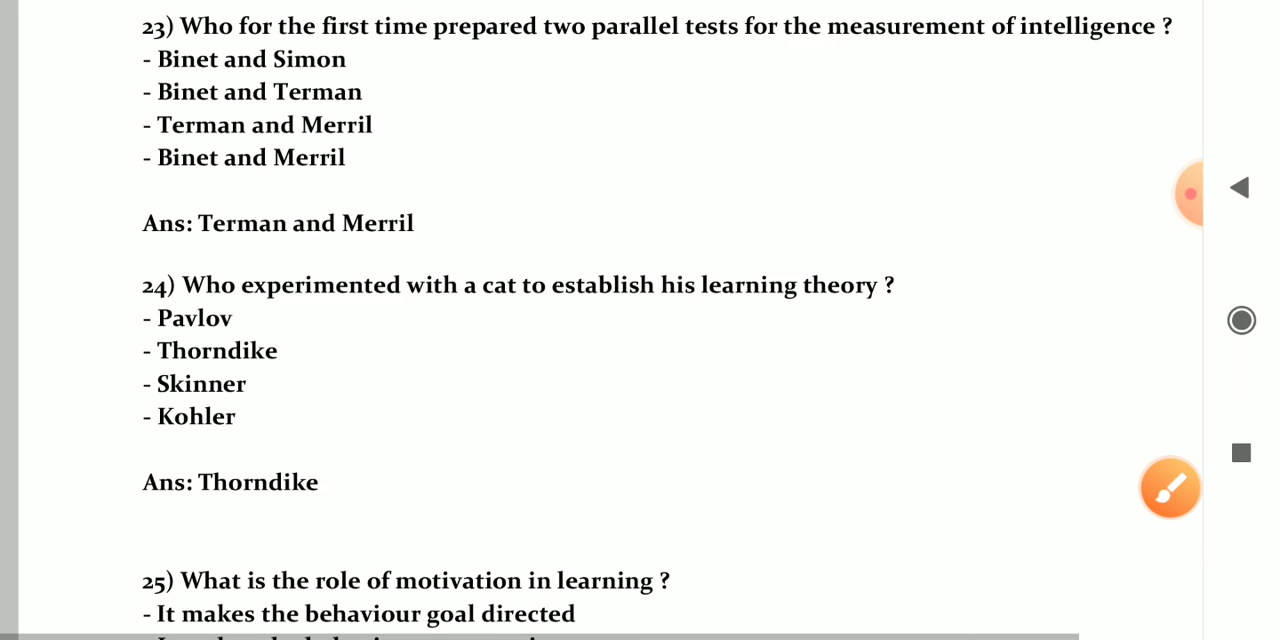 23) Who for the first time prepared two parallel tests for the measurement of intelligence ?
- Binet and Simon
- Binet and Terman
- Terman and Merril
- Binet and Merril
Ans: Terman and Merril
24) Who experimented with a cat to establish his learning theory ?
- Pavlov
- Thorndike
- Skinner
- Kohler
Ans: Thorndike
25) What is the role of motivation in learning ?
- It makes the behaviour goal directed